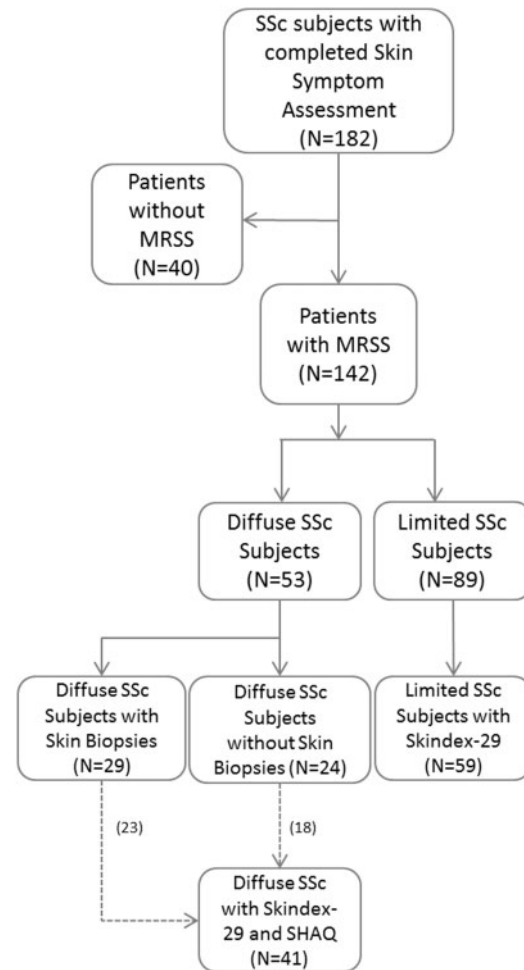 SSc subjects with
completed Skin
Symptom
Assessment
(N=182)
Patients
without
MRSS
(N=40)
Patients
with MRSS
(N=142)
Diffuse SSc
Subjects
(N=53)
Limited SSc
Subjects
(N=89)
Diffuse SSc
Subjects with
Skin Biopsies
(N=29)
Diffuse SSc
Subjects
without Skin
Biopsies (N=24)
Limited SSc
Subjects with
Skindex-29
(N=59)
(23)
(18)
Diffuse SSc
with Skindex-
29 and SHAQ
(N=41)